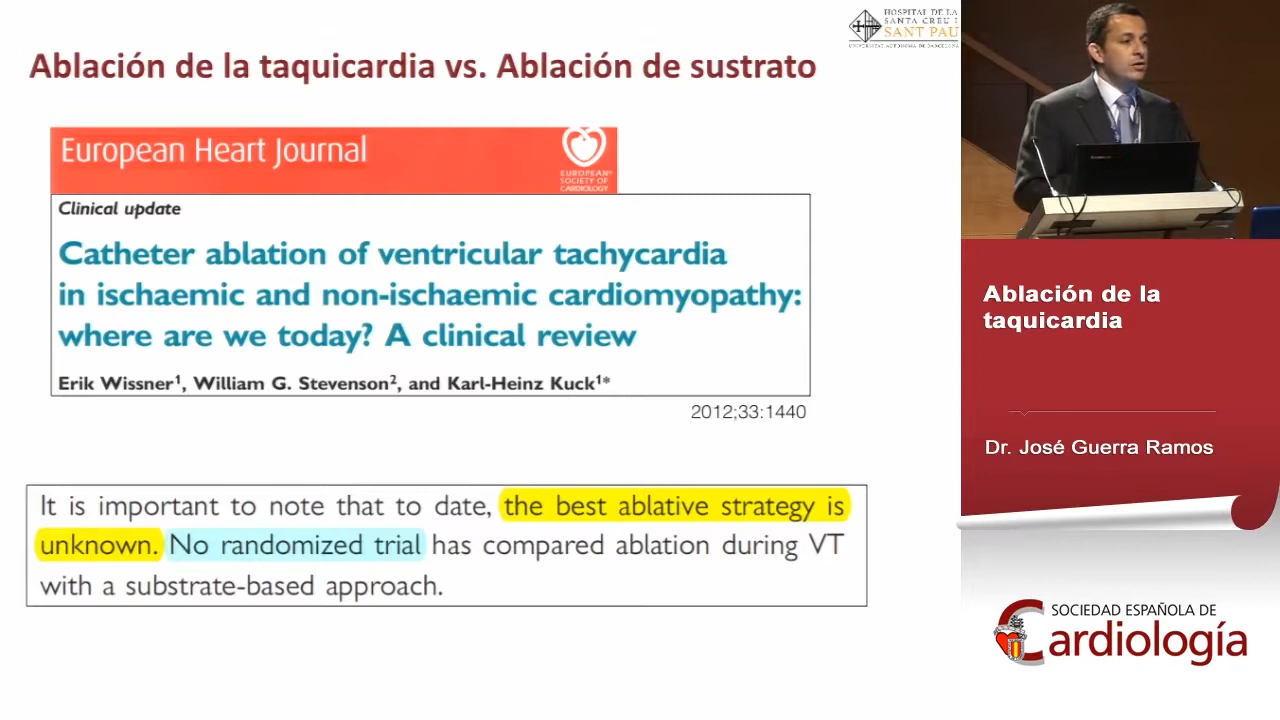 HOSPITAL DE LA
SANTA CREU I
SANT PAU
UNIVERSITAT AUTÒNOMA DE BARCELONA
Ablación de la taquicardia vs. Ablación de sustrato
European Heart Journal
EUROPEAN
SOCIETY OF
CARDIOLOGY
Clinical update
Catheter ablation of ventricular tachycardia
in ischaemic and non-ischaemic cardiomyopathy:
where are we today? A clinical review
Erik Wissner¹, William G. Stevenson², and Karl-Heinz Kuck¹*
2012;33:1440
It is important to note that to date, the best ablative strategy is
unknown. No randomized trial has compared ablation during VT
with a substrate-based approach.
Ablación de la
taquicardia
Dr. José Guerra Ramos
SOCIEDAD ESPAÑOLA DE
Cardiología